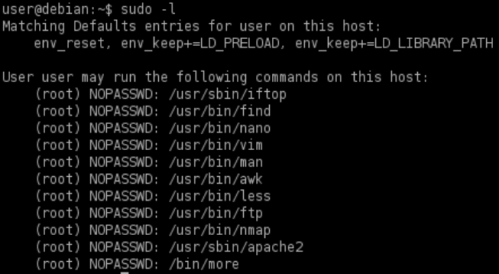 user@debian:~$ sudo -l
Matching Defaults entries for user on this host:
    env_reset, env_keep+=LD_PRELOAD, env_keep+=LD_LIBRARY_PATH

User user may run the following commands on this host:
    (root) NOPASSWD: /usr/sbin/iftop
    (root) NOPASSWD: /usr/bin/find
    (root) NOPASSWD: /usr/bin/nano
    (root) NOPASSWD: /usr/bin/vim
    (root) NOPASSWD: /usr/bin/man
    (root) NOPASSWD: /usr/bin/awk
    (root) NOPASSWD: /usr/bin/less
    (root) NOPASSWD: /usr/bin/ftp
    (root) NOPASSWD: /usr/bin/nmap
    (root) NOPASSWD: /usr/sbin/apache2
    (root) NOPASSWD: /bin/more